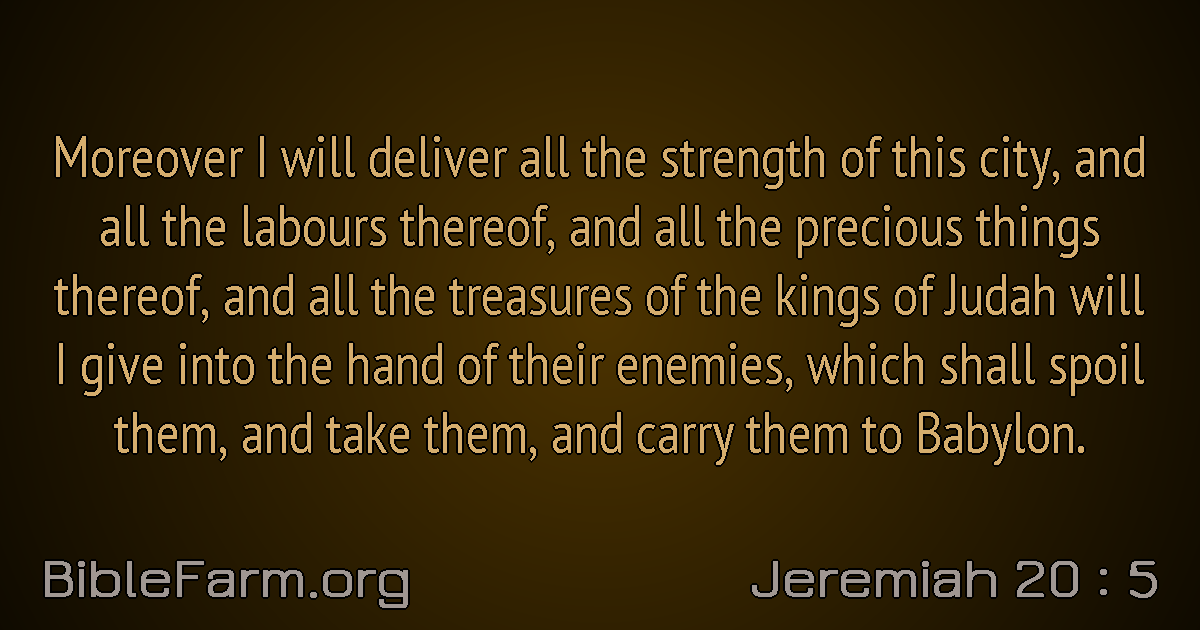 Moreover I will deliver all the strength of this city, and
all the labours thereof, and all the precious things
thereof, and all the treasures of the kings of Judah will
I give into the hand of their enemies, which shall spoil
them, and take them, and carry them to Babylon.
BibleFarm.org
Jeremiah 20 : 5